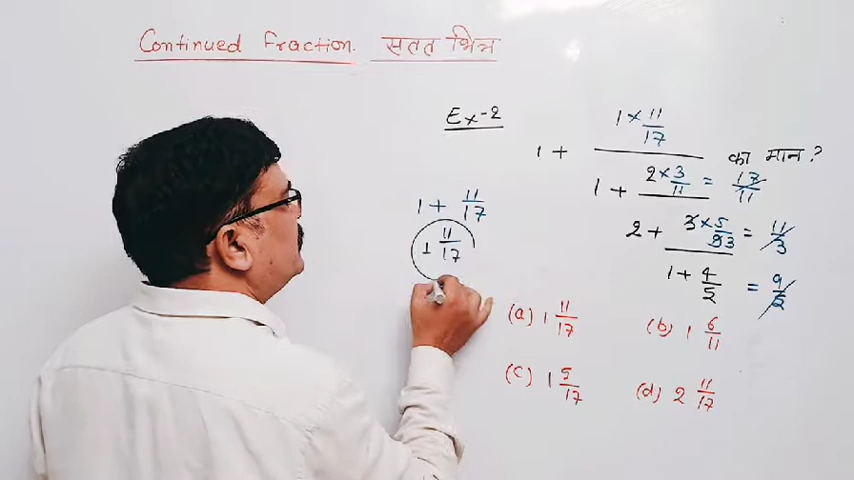 Continued Fraction. सतत भिन्न
Ex-2
1 + 1 × 11/17 का मान ?
1 + 2 × 3/11 = 17/11
2 + 3 × 5/93 = 11/3
1 + 4/5 = 9/5
1 + 11/17
1 11/17
(a) 1 11/17 (b) 1 6/11
(c) 1 5/17 (d) 2 11/17